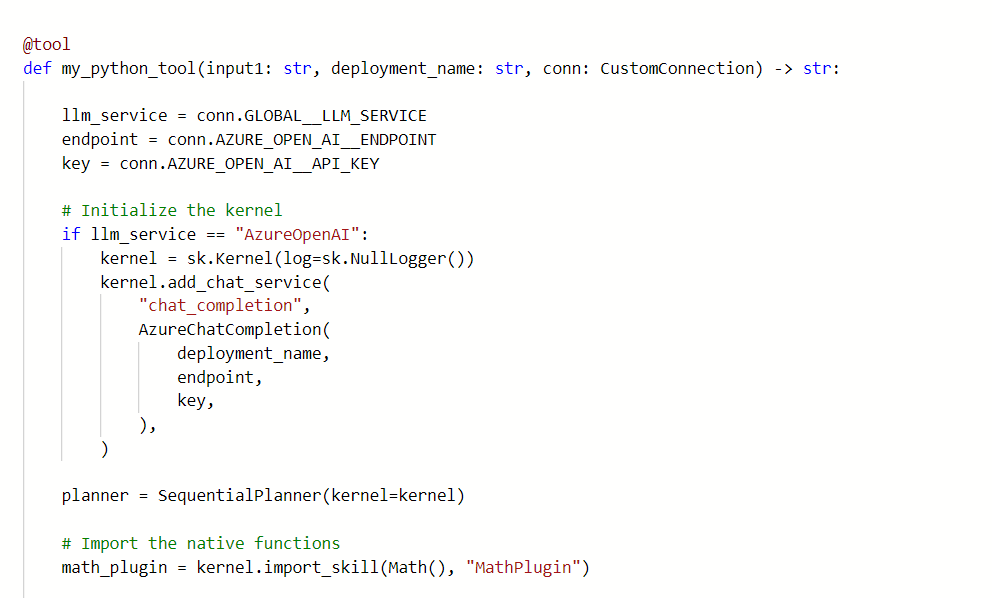 @tool
def my_python_tool(input1: str, deployment_name: str, conn: CustomConnection) -> str:
llm_service = conn.GLOBAL__LLM_SERVICE
endpoint = conn.AZURE_OPEN_AI__ENDPOINT
key = conn.AZURE_OPEN_AI__API_KEY
# Initialize the kernel
if llm_service == "AzureOpenAI":
kernel = sk.Kernel(log=sk.NullLogger())
kernel.add_chat_service(
"chat_completion",
AzureChatCompletion(
deployment_name,
endpoint,
key,
),
)
planner = SequentialPlanner(kernel=kernel)
# Import the native functions
math_plugin = kernel.import_skill(Math(), "MathPlugin")